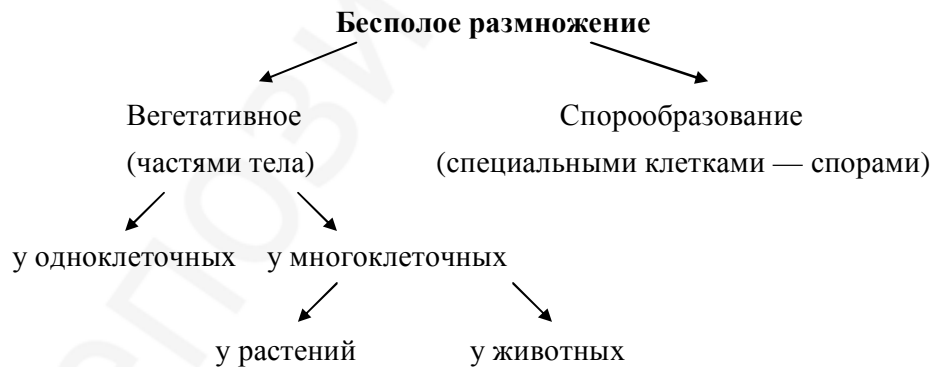 Бесполое размножение
Вегетативное Спорообразование
(частями тела) (специальными клетками — спорами)
у одноклеточных у многоклеточных
у растений у животных